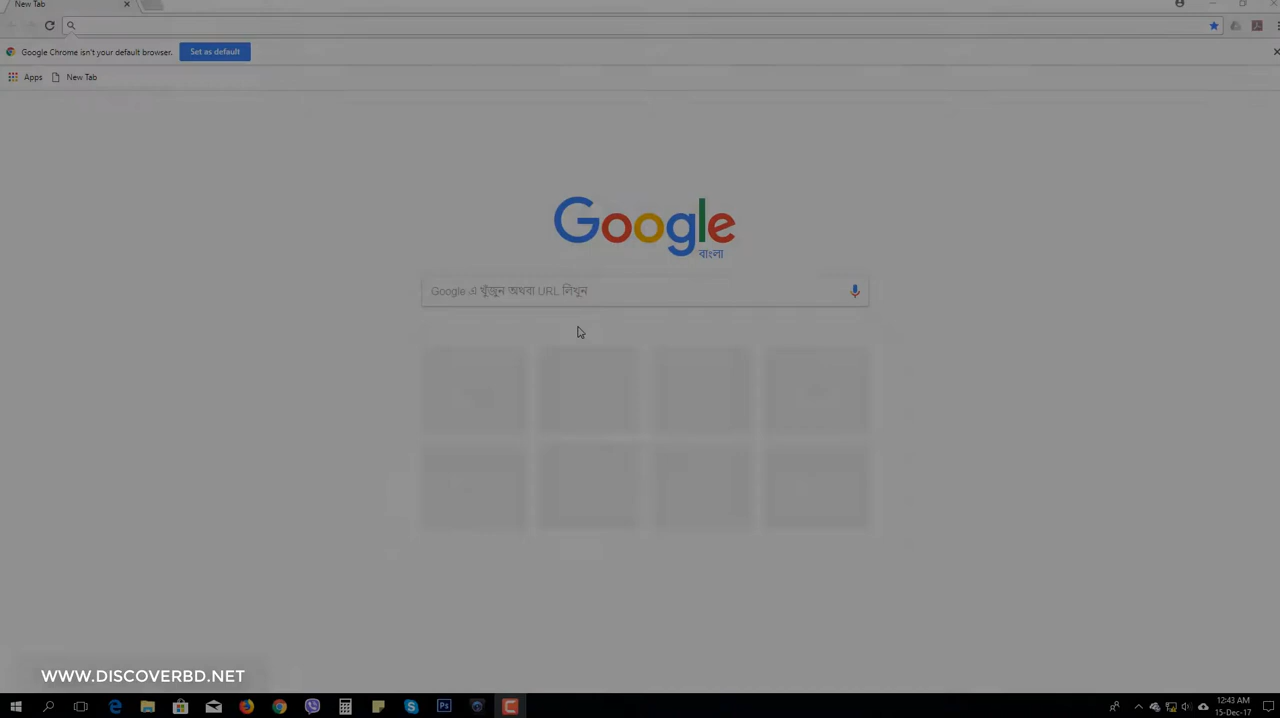 New Tab
Google Chrome isn't your default browser.
Set as default
Apps
New Tab
Google
বাংলা
Google এ খুঁজুন অথবা URL লিখুন
WWW.DISCOVERBD.NET
12:43 AM
15-Dec-17